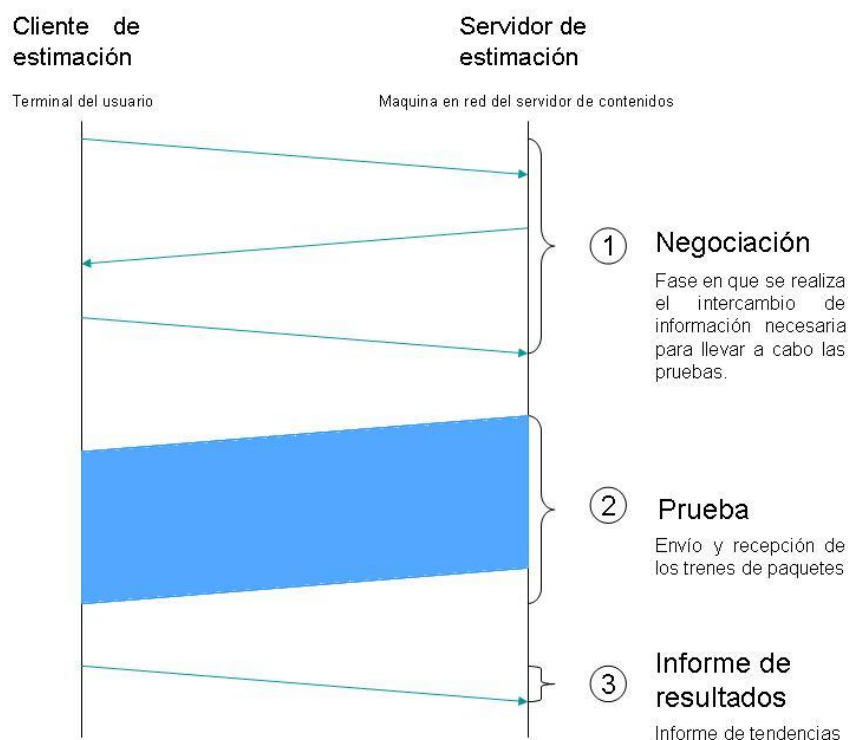 Cliente de
estimación
Terminal del usuario
Servidor de
estimación
Maquina en red del servidor de contenidos
1
Negociación
Fase en que se realiza
el intercambio de
información necesaria
para llevar a cabo las
pruebas.
2
Prueba
Envío y recepción de
los trenes de paquetes
3
Informe de
resultados
Informe de tendencias